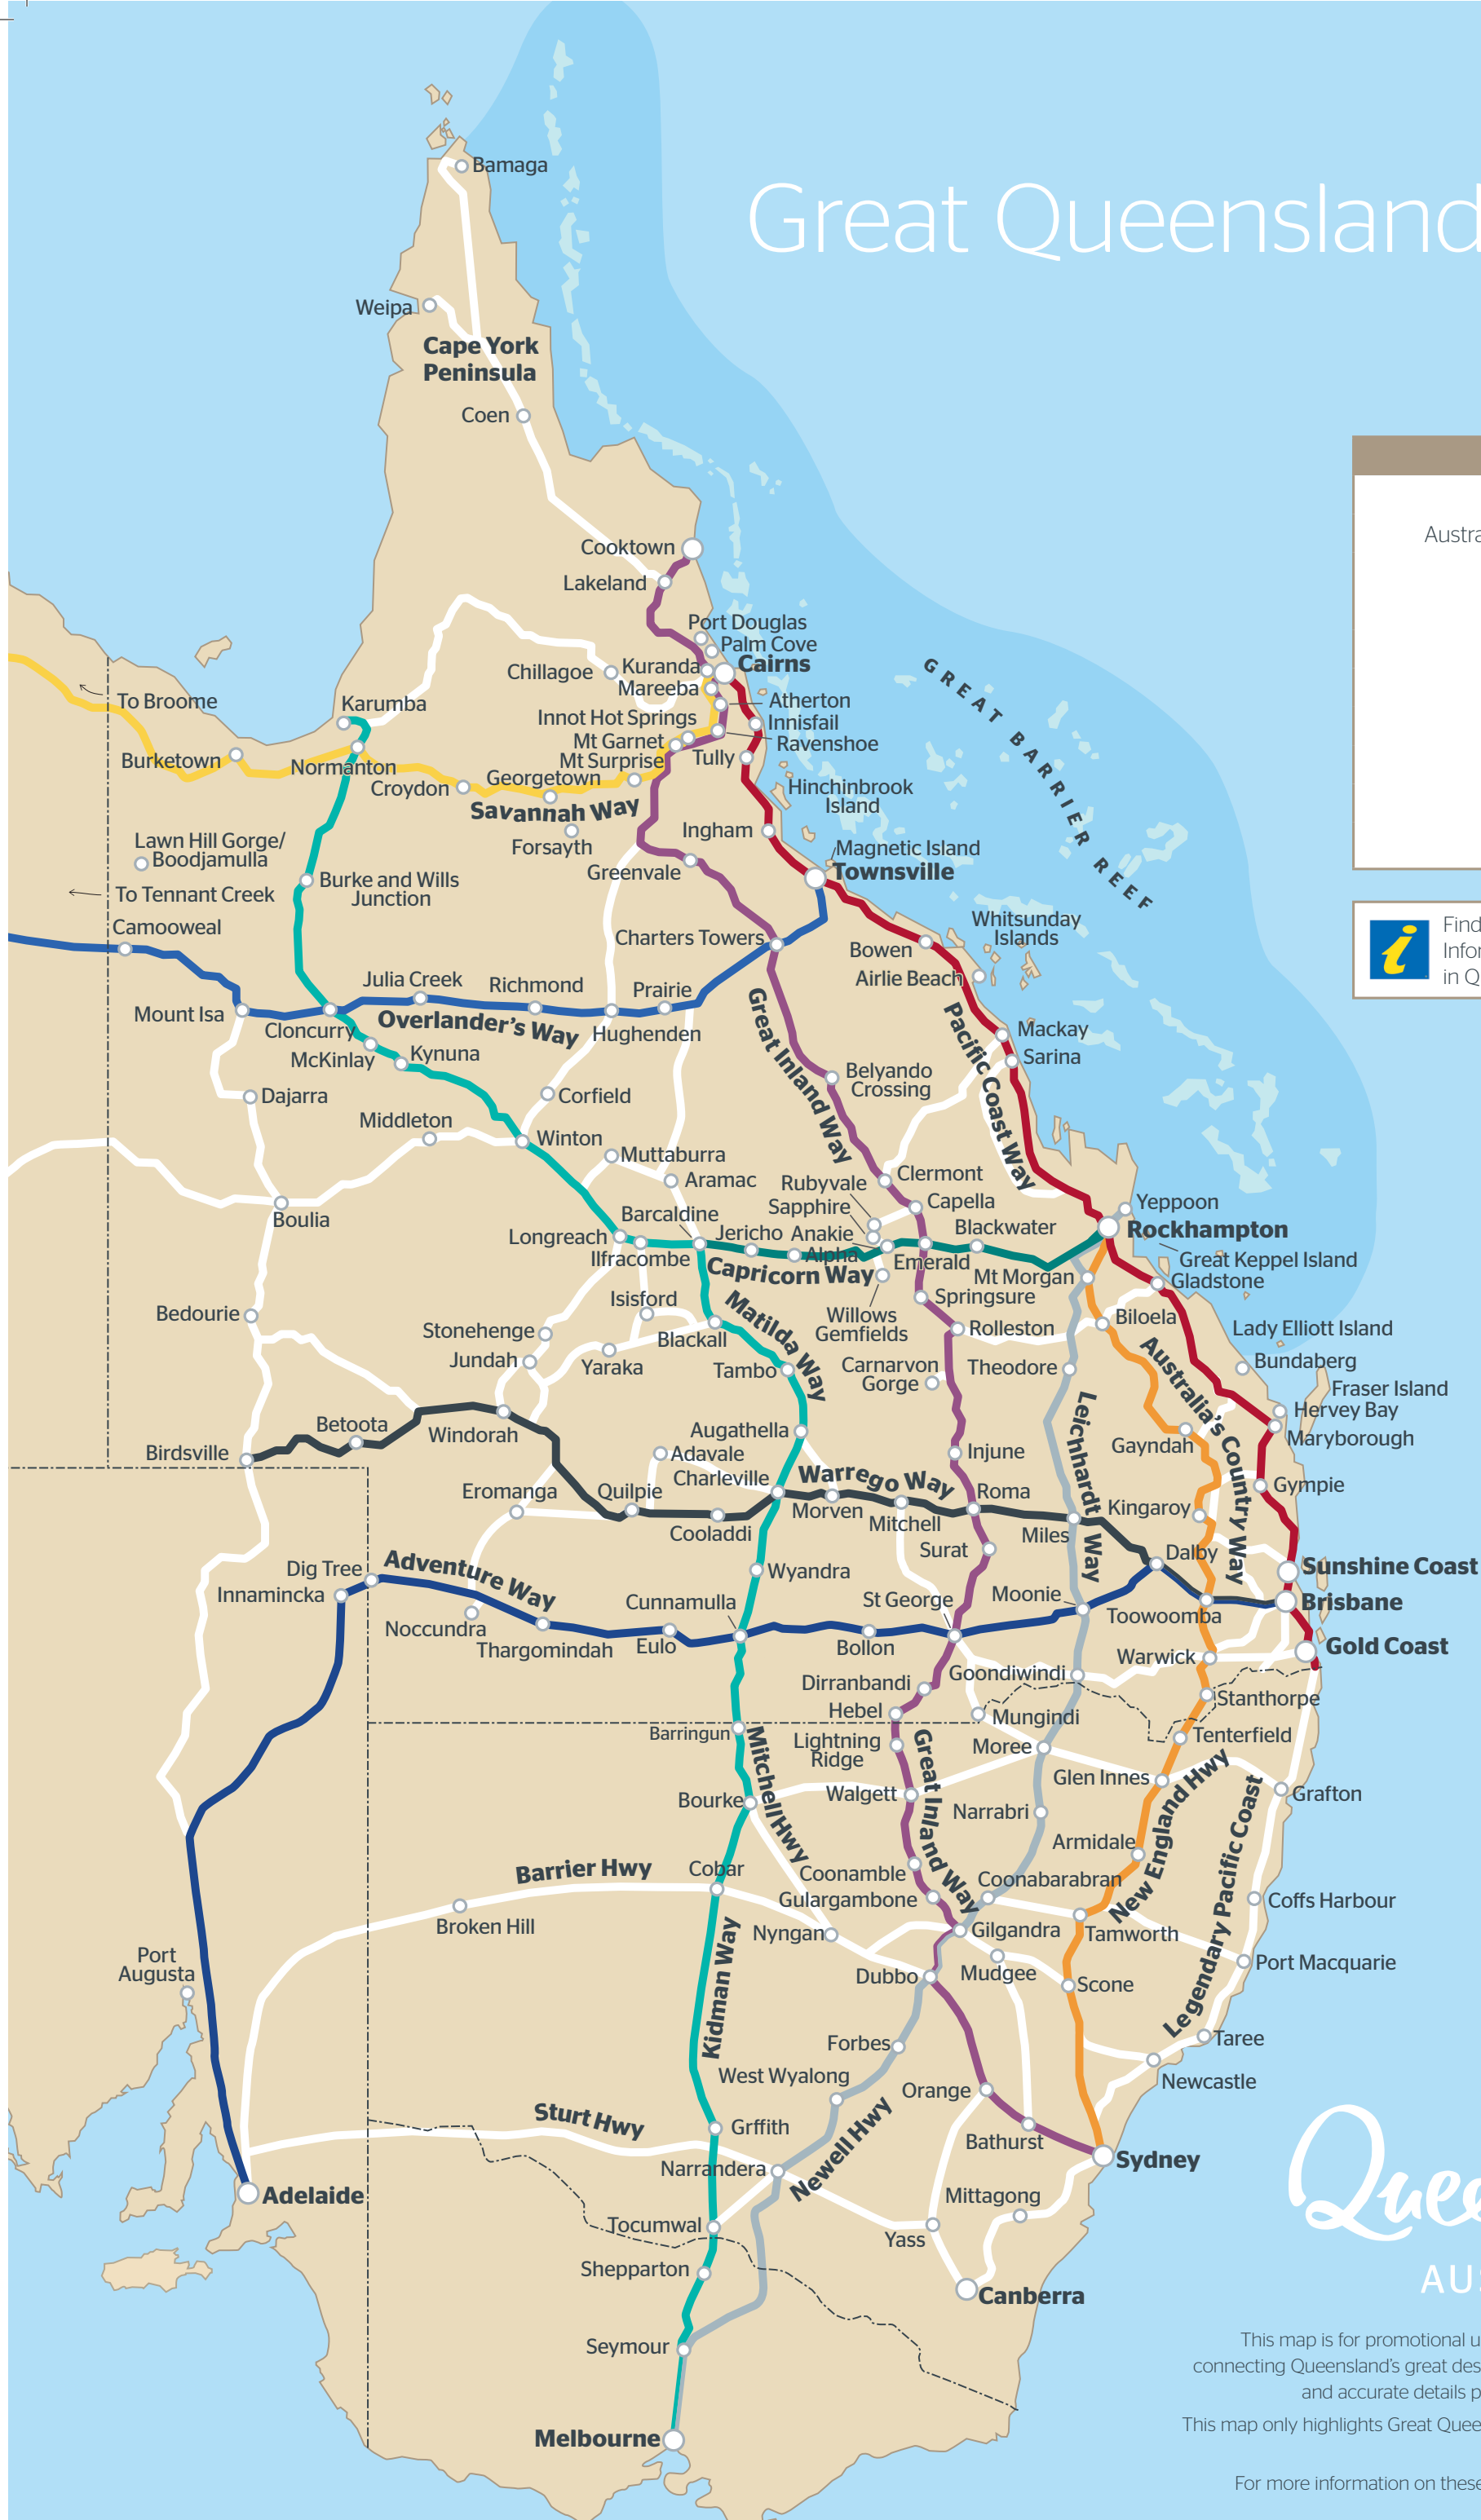 Great Queensland
Bamaga
Weipa
Cape York
Peninsula
Coen
Cooktown
Lakeland
Port Douglas
Palm Cove
Chillagoe
Kuranda
Cairns
Mareeba
To Broome
Karumba
Atherton
Innot Hot Springs
Innisfail
Mt Garnet
Ravenshoe
Burketown
Normanton
Mt Surprise
Tully
Georgetown
Croydon
Hinchinbrook
Island
Savannah Way
Lawn Hill Gorge/
Boodjamulla
Forsayth
Ingham
Magnetic Island
Greenvale
Townsville
Burke and Wills
Junction
To Tennant Creek
GREAT BARRIER REEF
Camooweal
Charters Towers
Whitsunday
Islands
Bowen
Airlie Beach
Julia Creek
Richmond
Prairie
Mount Isa
Cloncurry
Overlander's Way
Hughenden
Great Inland Way
Pacific Coast Way
Mackay
Sarina
McKinlay
Kynuna
Belyando
Crossing
Dajarra
Corfield
Middleton
Winton
Muttaburra
Aramac
Clermont
Rubyvale
Sapphire
Capella
Yeppoon
Boulia
Barcaldine
Longreach
Jericho
Anakie
Blackwater
Rockhampton
Ilfracombe
Alpha
Emerald
Great Keppel Island
Capricorn Way
Mt Morgan
Gladstone
Isisford
Springsure
Bedourie
Matilda Way
Willows
Gemfields
Biloela
Stonehenge
Blackall
Rolleston
Lady Elliott Island
Jundah
Yaraka
Tambo
Carnarvon
Gorge
Theodore
Australia's Country Way
Bundaberg
Fraser Island
Leichhardt Way
Hervey Bay
Betoota
Windorah
Augathella
Gayndah
Maryborough
Birdsville
Adavale
Injune
Charleville
Warrego Way
Gympie
Eromanga
Quilpie
Morven
Roma
Kingaroy
Cooladdi
Mitchell
Miles
Surat
Dalby
Sunshine Coast
Dig Tree
Adventure Way
Wyandra
Innamincka
Cunnamulla
St George
Moonie
Brisbane
Toowoomba
Noccundra
Thargomindah
Eulo
Bollon
Gold Coast
Warwick
Goondiwindi
Dirranbandi
Stanthorpe
Hebel
Mungindi
Barringun
Lightning
Ridge
Moree
Tenterfield
Mitchell Hwy
Great Inland Way
Glen Innes
New England Hwy
Bourke
Walgett
Narrabri
Grafton
Armidale
Legendary Pacific Coast
Barrier Hwy
Cobar
Coonamble
Coonabarabran
Gulargambone
Coffs Harbour
Broken Hill
Nyngan
Gilgandra
Tamworth
Port
Augusta
Kidman Way
Dubbo
Mudgee
Port Macquarie
Scone
Forbes
Taree
West Wyalong
Orange
Newcastle
Sturt Hwy
Grffith
Newell Hwy
Bathurst
Sydney
Narrandera
Adelaide
Mittagong
Tocumwal
Yass
Shepparton
Canberra
Seymour
Melbourne
Austra
i
Find
Infor
in Q
Quee
AUS
This map is for promotional u
connecting Queensland's great des
and accurate details p
This map only highlights Great Quee
For more information on these